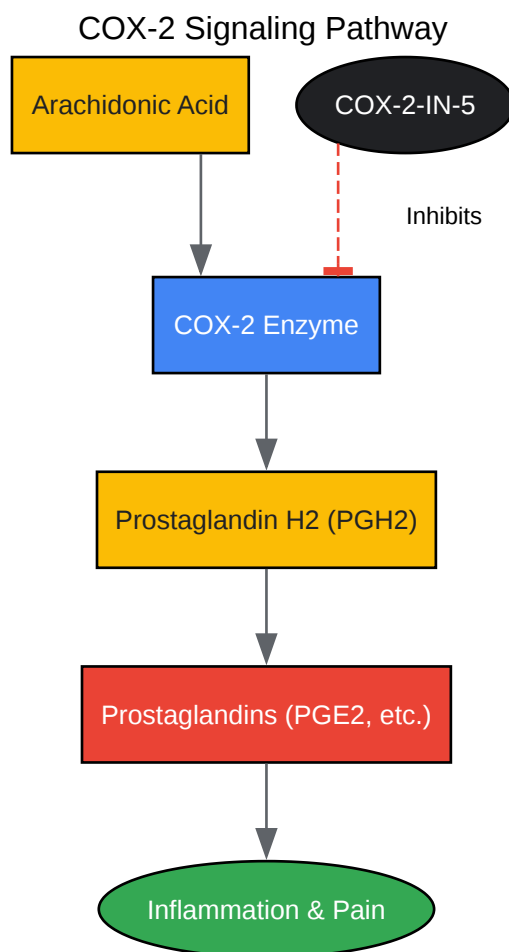 COX-2 Signaling Pathway
Arachidonic Acid
COX-2-IN-5
Inhibits
COX-2 Enzyme
Prostaglandin H2 (PGH2)
Prostaglandins (PGE2, etc.)
Inflammation & Pain